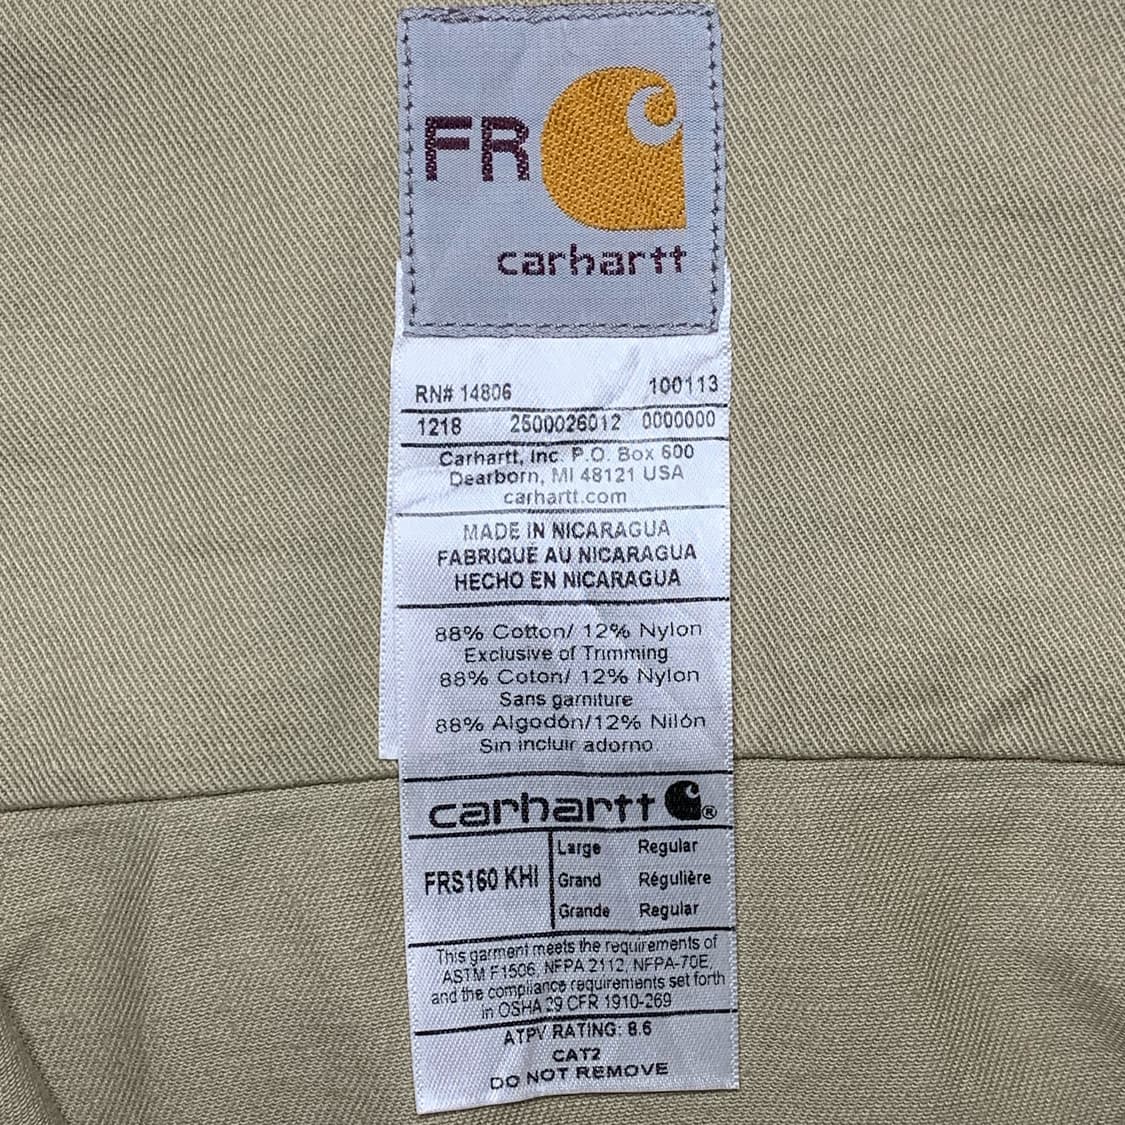 FR
carhartt
RN# 14806 100113
1218 2500026012 0000000
Carhartt, Inc. P.O. Box 600
Dearborn, MI 48121 USA
carhartt.com
MADE IN NICARAGUA
FABRIQUÉ AU NICARAGUA
HECHO EN NICARAGUA
88% Cotton/ 12% Nylon
Exclusive of Trimming
88% Coton/ 12% Nylon
Sans garniture
88% Algodón/12% Nilón
Sin incluir adorno
carhartt ®
FRS160 KHI
Large Regular
Grand Régulière
Grande Regular
This garment meets the requirements of
ASTM F1506, NFPA 2112, NFPA-70E,
and the compliance requirements set forth
in OSHA 29 CFR 1910-269
ATPV RATING: 8.6
CAT2
DO NOT REMOVE